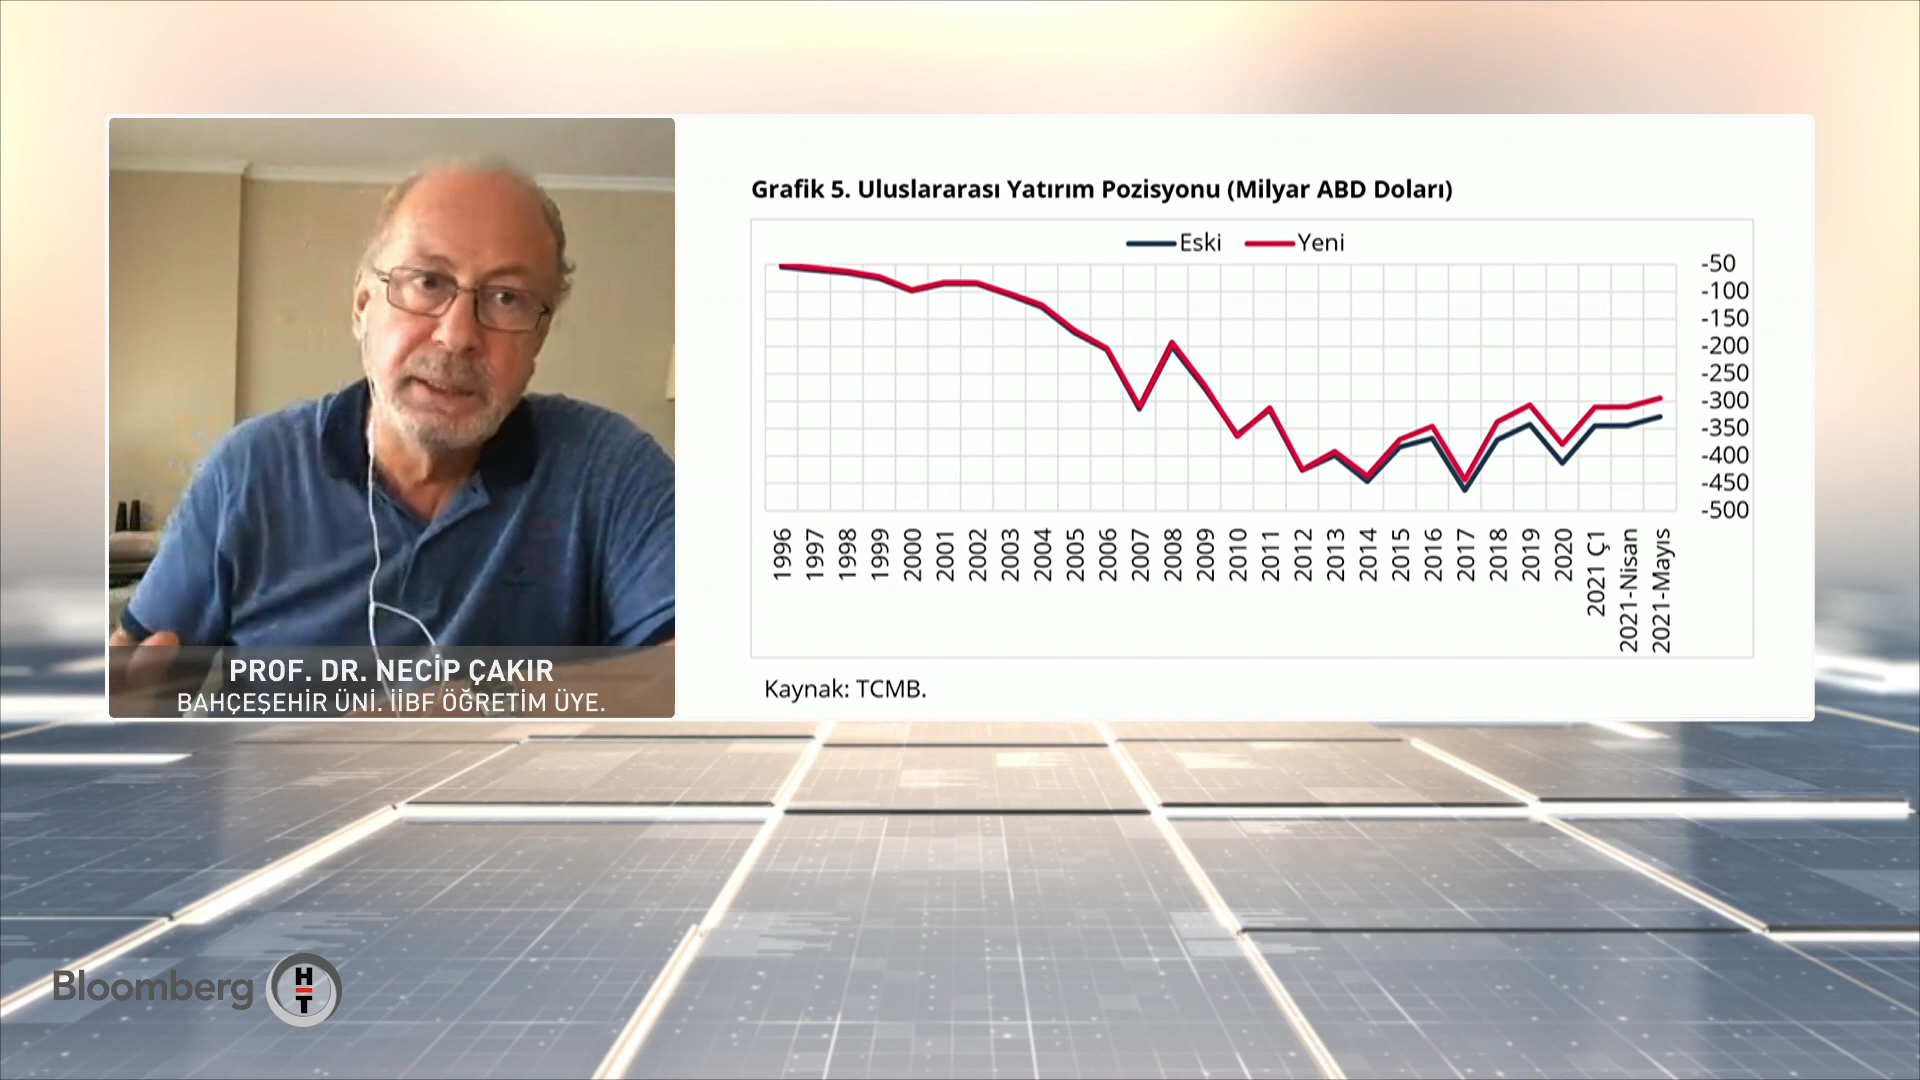 Grafik 5. Uluslararası Yatırım Pozisyonu (Milyar ABD Doları)
Eski Yeni
-50
-100
-150
-200
-250
-300
-350
-400
-450
-500
1996 1997 1998 1999 2000 2001 2002 2003 2004 2005 2006 2007 2008 2009 2010 2011 2012 2013 2014 2015 2016 2017 2018 2019 2020 2021 Ç1 2021-Nisan 2021-Mayıs
Kaynak: TCMB.
PROF. DR. NECİP ÇAKIR
BAHÇEŞEHİR ÜNİ. İİBF ÖĞRETİM ÜYE.
Bloomberg HT